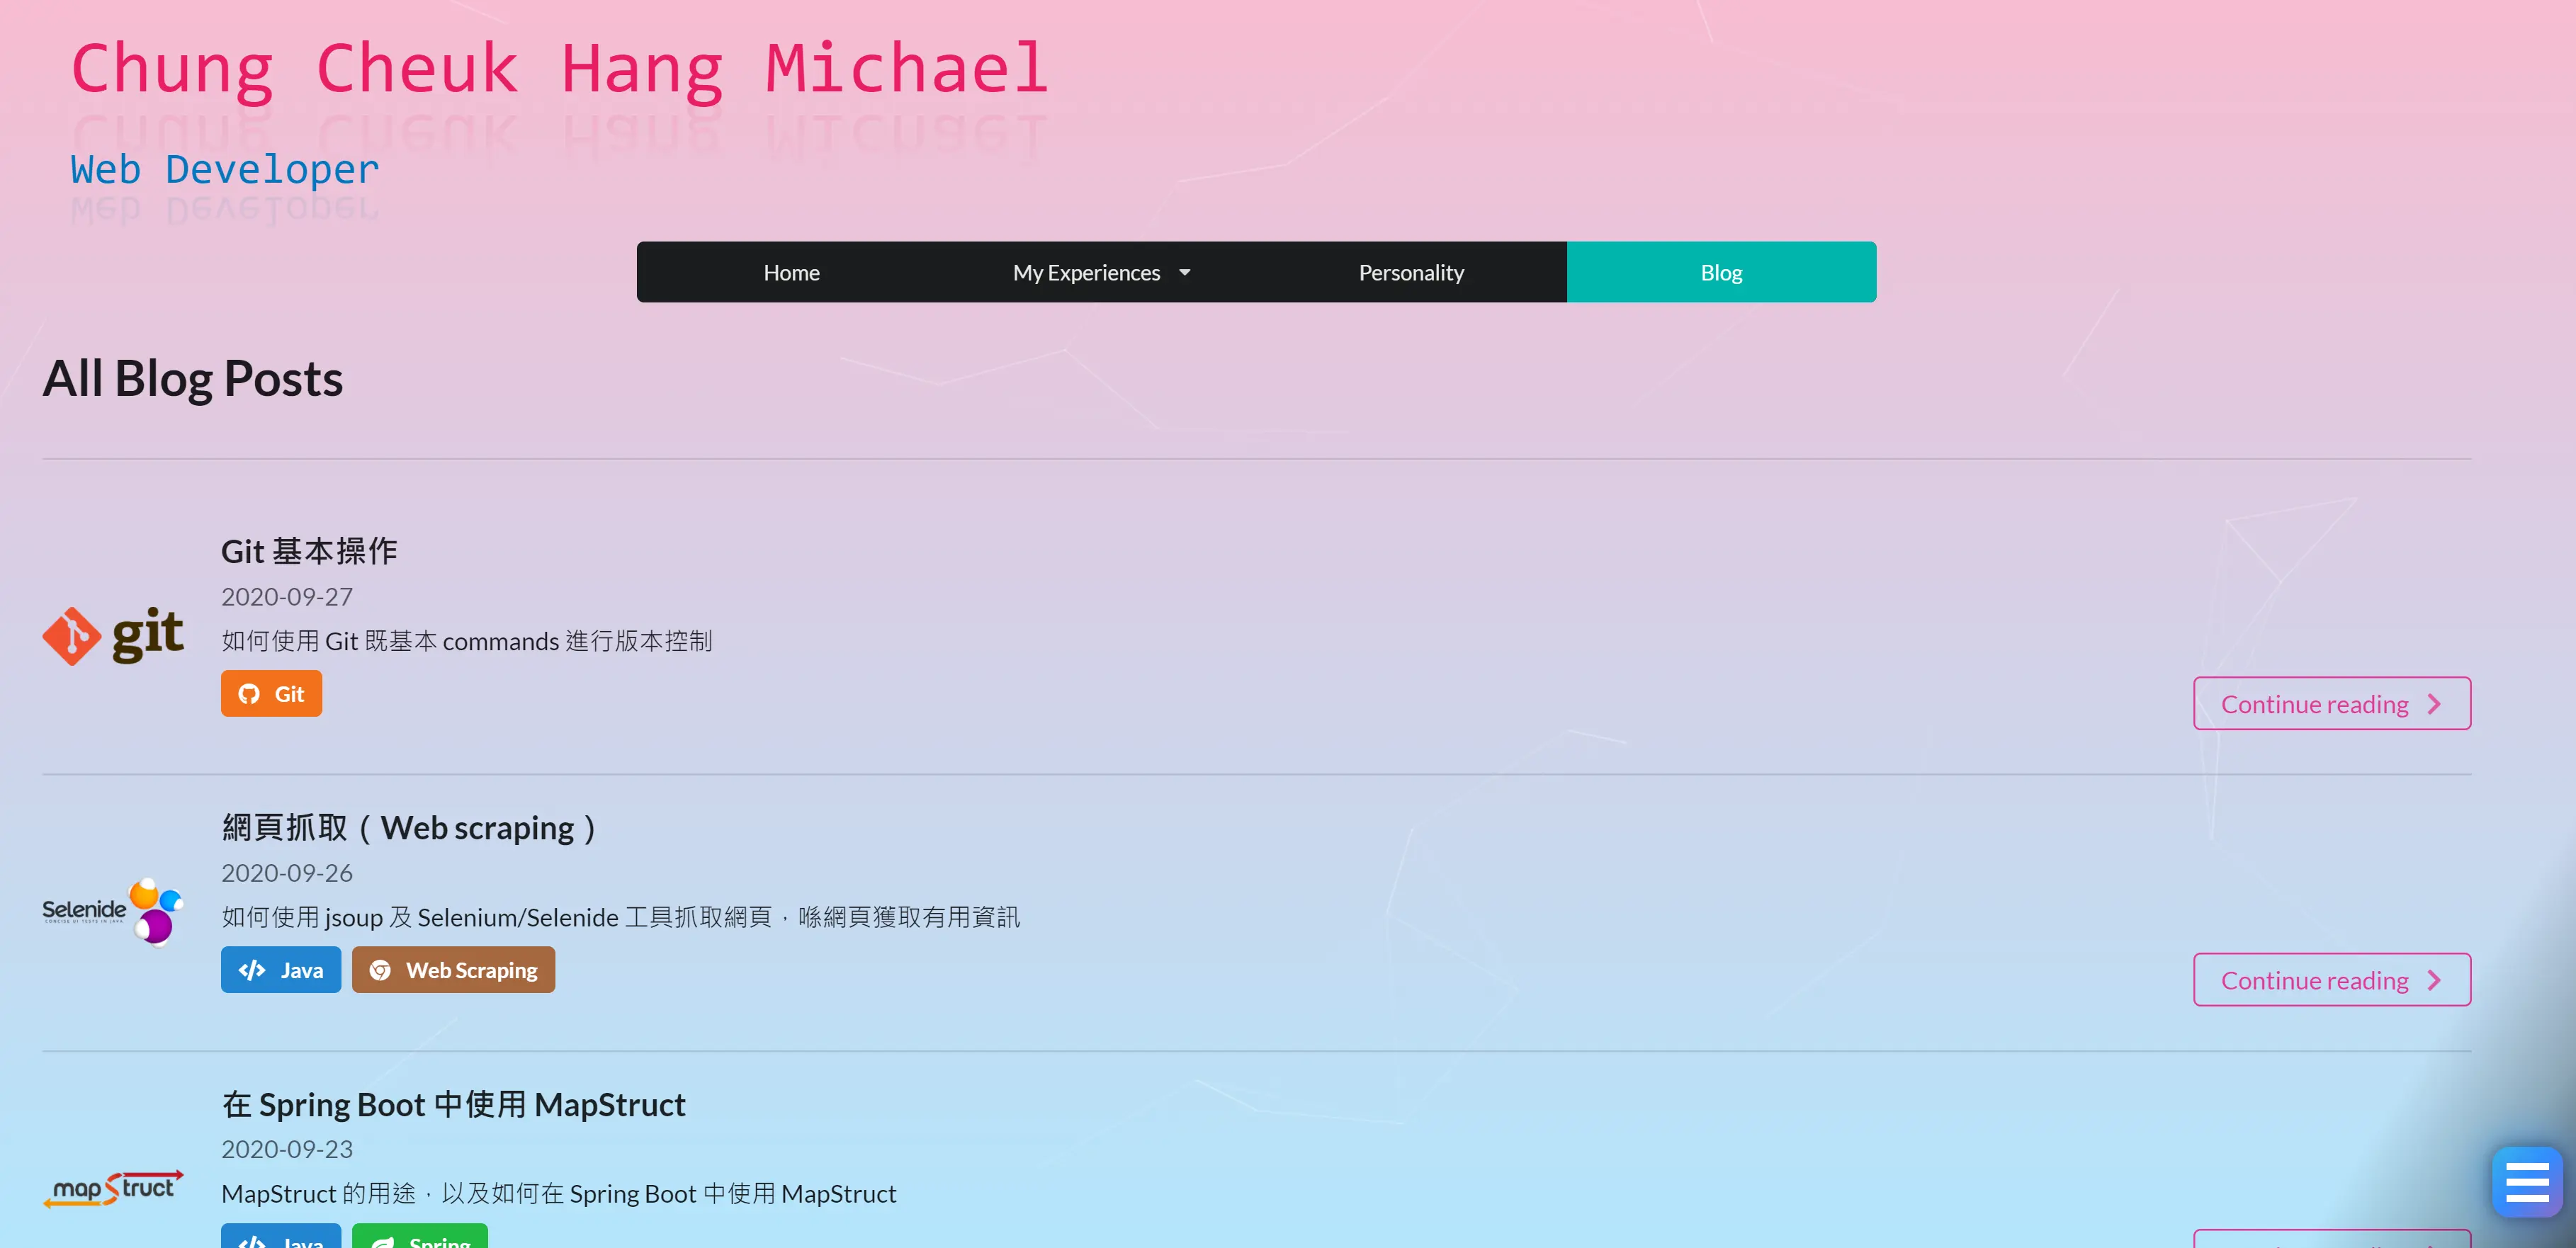 Chung Cheuk Hang Michael
Web Developer
Home My Experiences Personality Blog
All Blog Posts
Git 基本操作
2020-09-27
git
如何使用 Git 既基本 commands 進行版本控制
Git
Continue reading
網頁抓取（Web scraping）
2020-09-26
Selenide
CONCISE UI TESTS IN JAVA
如何使用 jsoup 及 Selenium/Selenide 工具抓取網頁，喺網頁獲取有用資訊
Java Web Scraping
Continue reading
在 Spring Boot 中使用 MapStruct
2020-09-23
mapStruct
MapStruct 的用途，以及如何在 Spring Boot 中使用 MapStruct
Java Spring